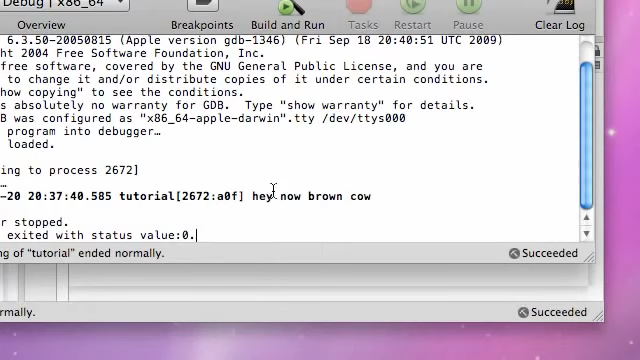 Debug | x86_64
Overview
Breakpoints
Build and Run
Tasks
Restart
Pause
Clear Log
6.3.50-20050815 (Apple version gdb-1346) (Fri Sep 18 20:40:51 UTC 2009)
ht 2004 Free Software Foundation, Inc.
free software, covered by the GNU General Public License, and you are
to change it and/or distribute copies of it under certain conditions.
how copying" to see the conditions.
s absolutely no warranty for GDB. Type "show warranty" for details.
B was configured as "x86_64-apple-darwin".tty /dev/ttys000
program into debugger…
loaded.
ing to process 2672]
…
-20 20:37:40.585 tutorial[2672:a0f] hey now brown cow
r stopped.
exited with status value:0.
ng of "tutorial" ended normally.
Succeeded
rmally.
Succeeded